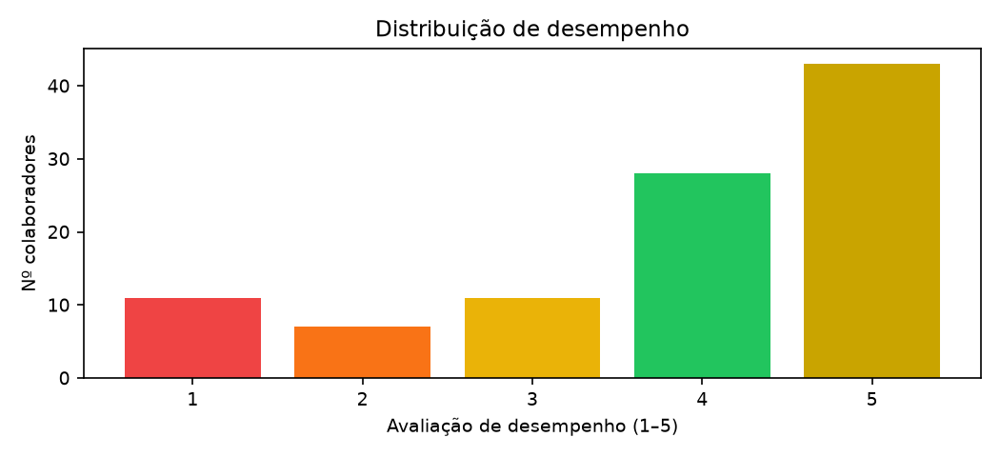 Distribuição de desempenho
Nº colaboradores
40
30
20
10
0
1 2 3 4 5
Avaliação de desempenho (1–5)